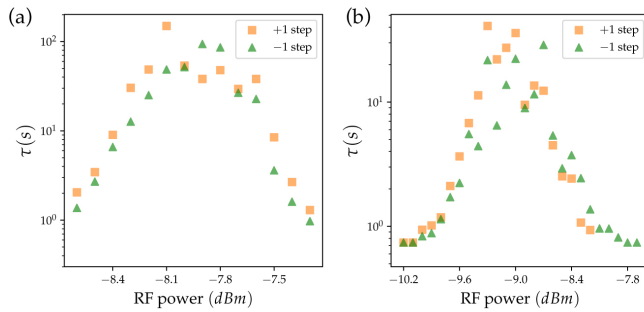 (a)
+1 step
−1 step
10²
10¹
10⁰
τ(s)
−8.4
−8.1
−7.8
−7.5
RF power (dBm)
(b)
+1 step
−1 step
10¹
10⁰
τ(s)
−10.2
−9.6
−9.0
−8.4
−7.8
RF power (dBm)